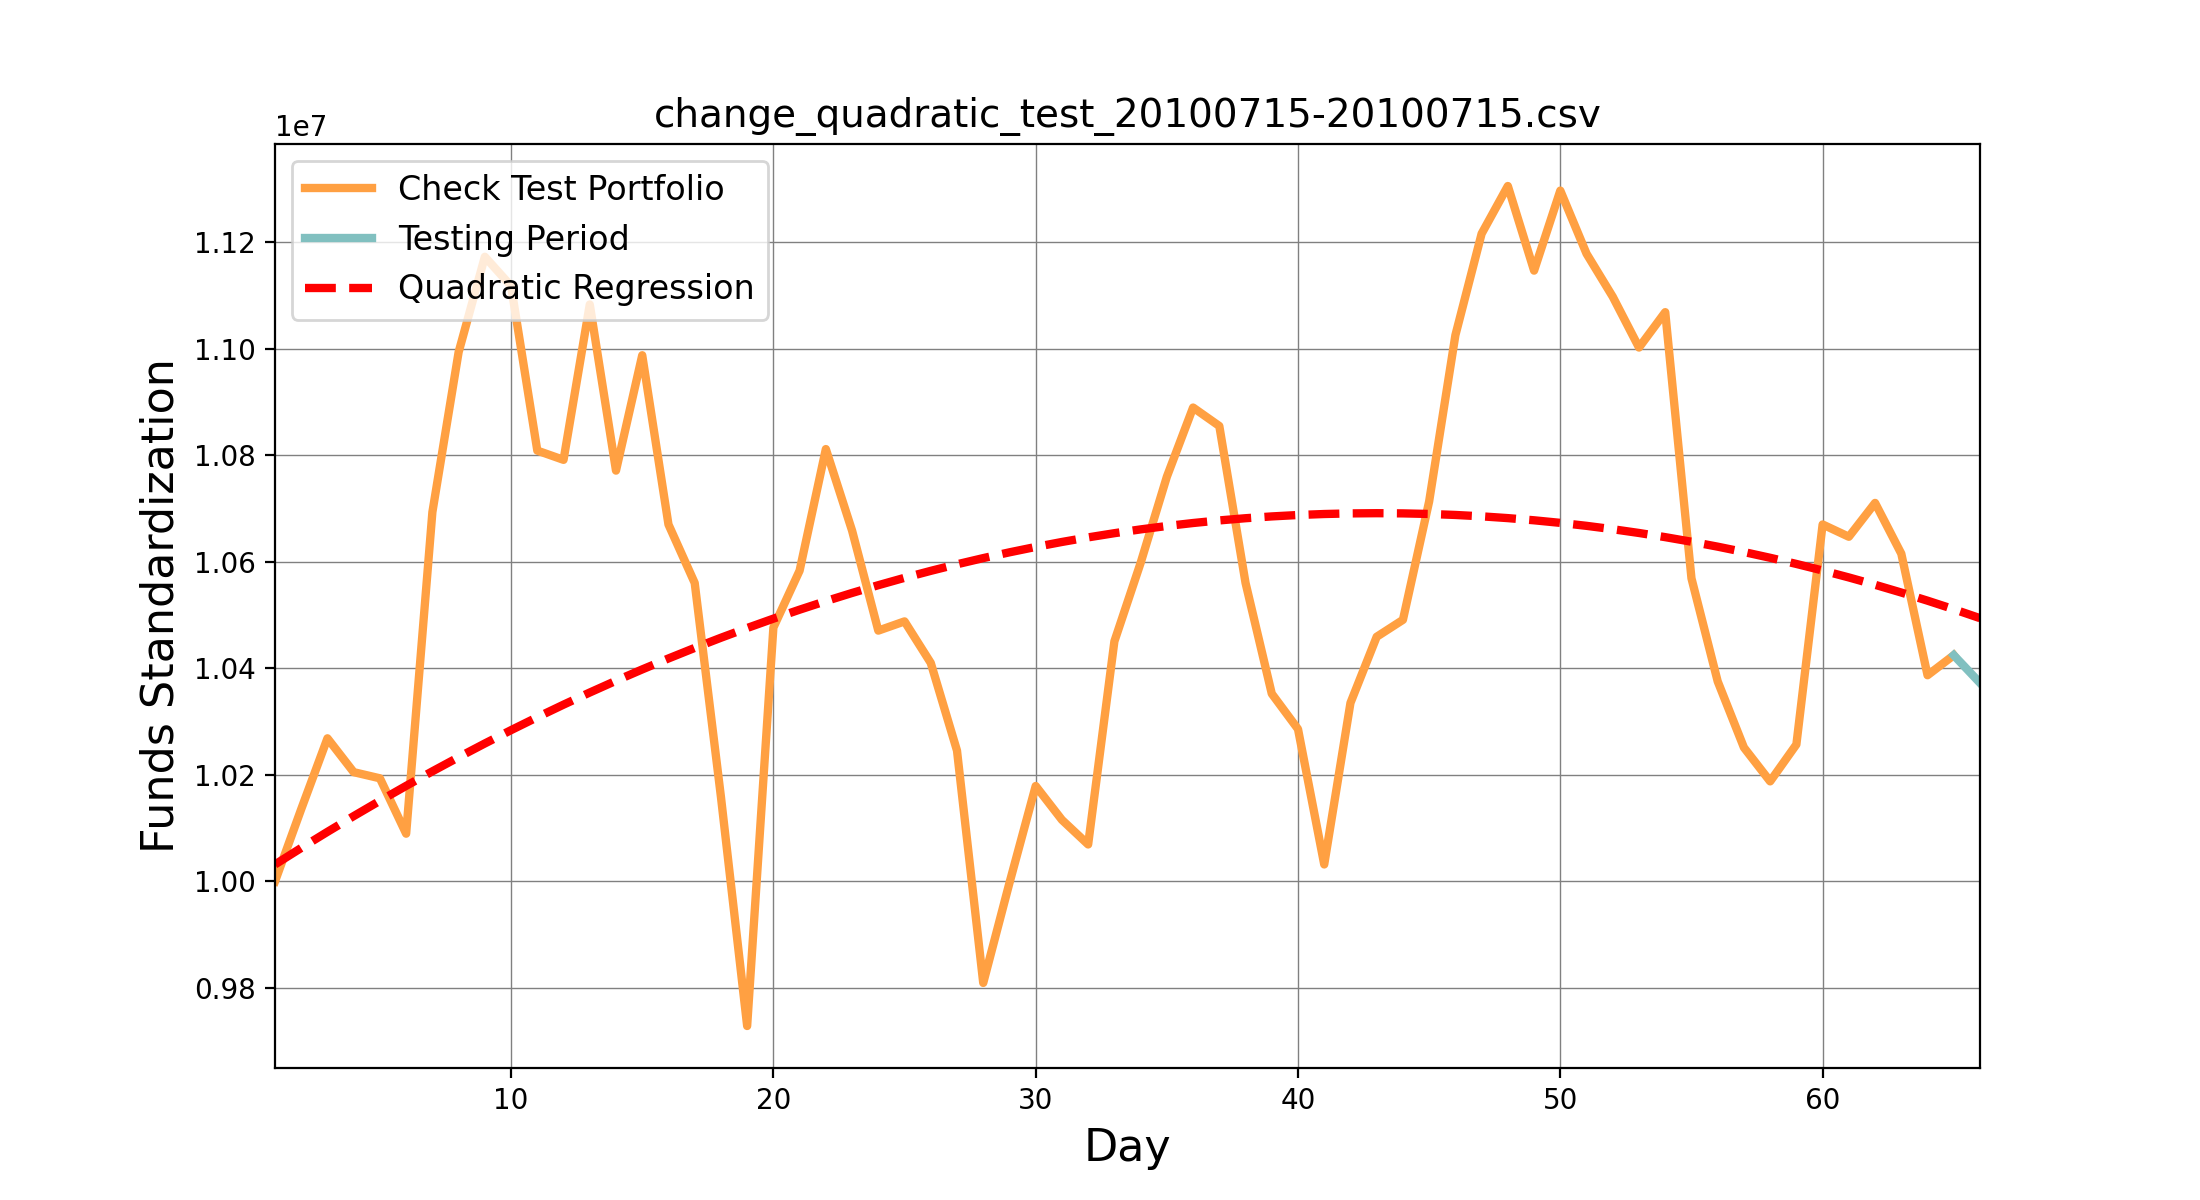 change_quadratic_test_20100715-20100715.csv
1e7
Check Test Portfolio
Testing Period
Quadratic Regression
Funds Standardization
1.12
1.10
1.08
1.06
1.04
1.02
1.00
0.98
10 20 30 40 50 60
Day